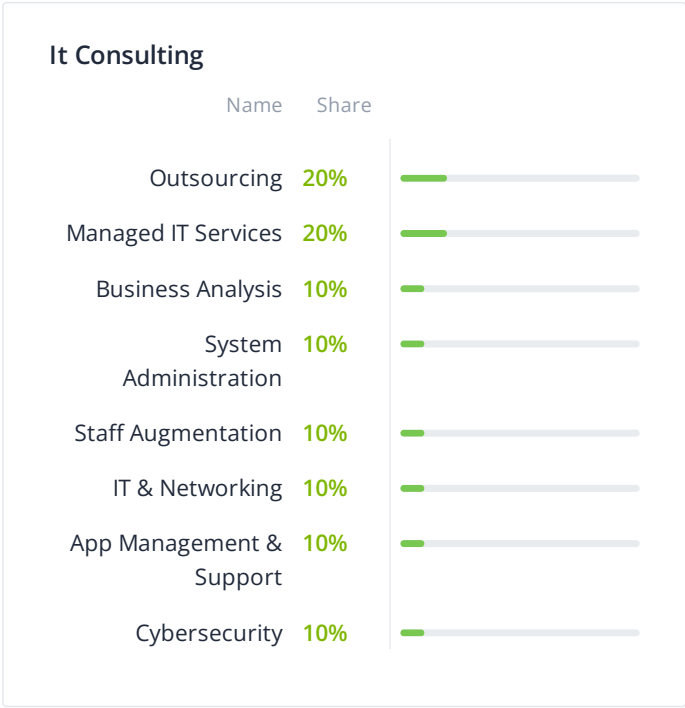 It Consulting
Name Share
Outsourcing 20%
Managed IT Services 20%
Business Analysis 10%
System 10%
Administration
Staff Augmentation 10%
IT & Networking 10%
App Management & 10%
Support
Cybersecurity 10%